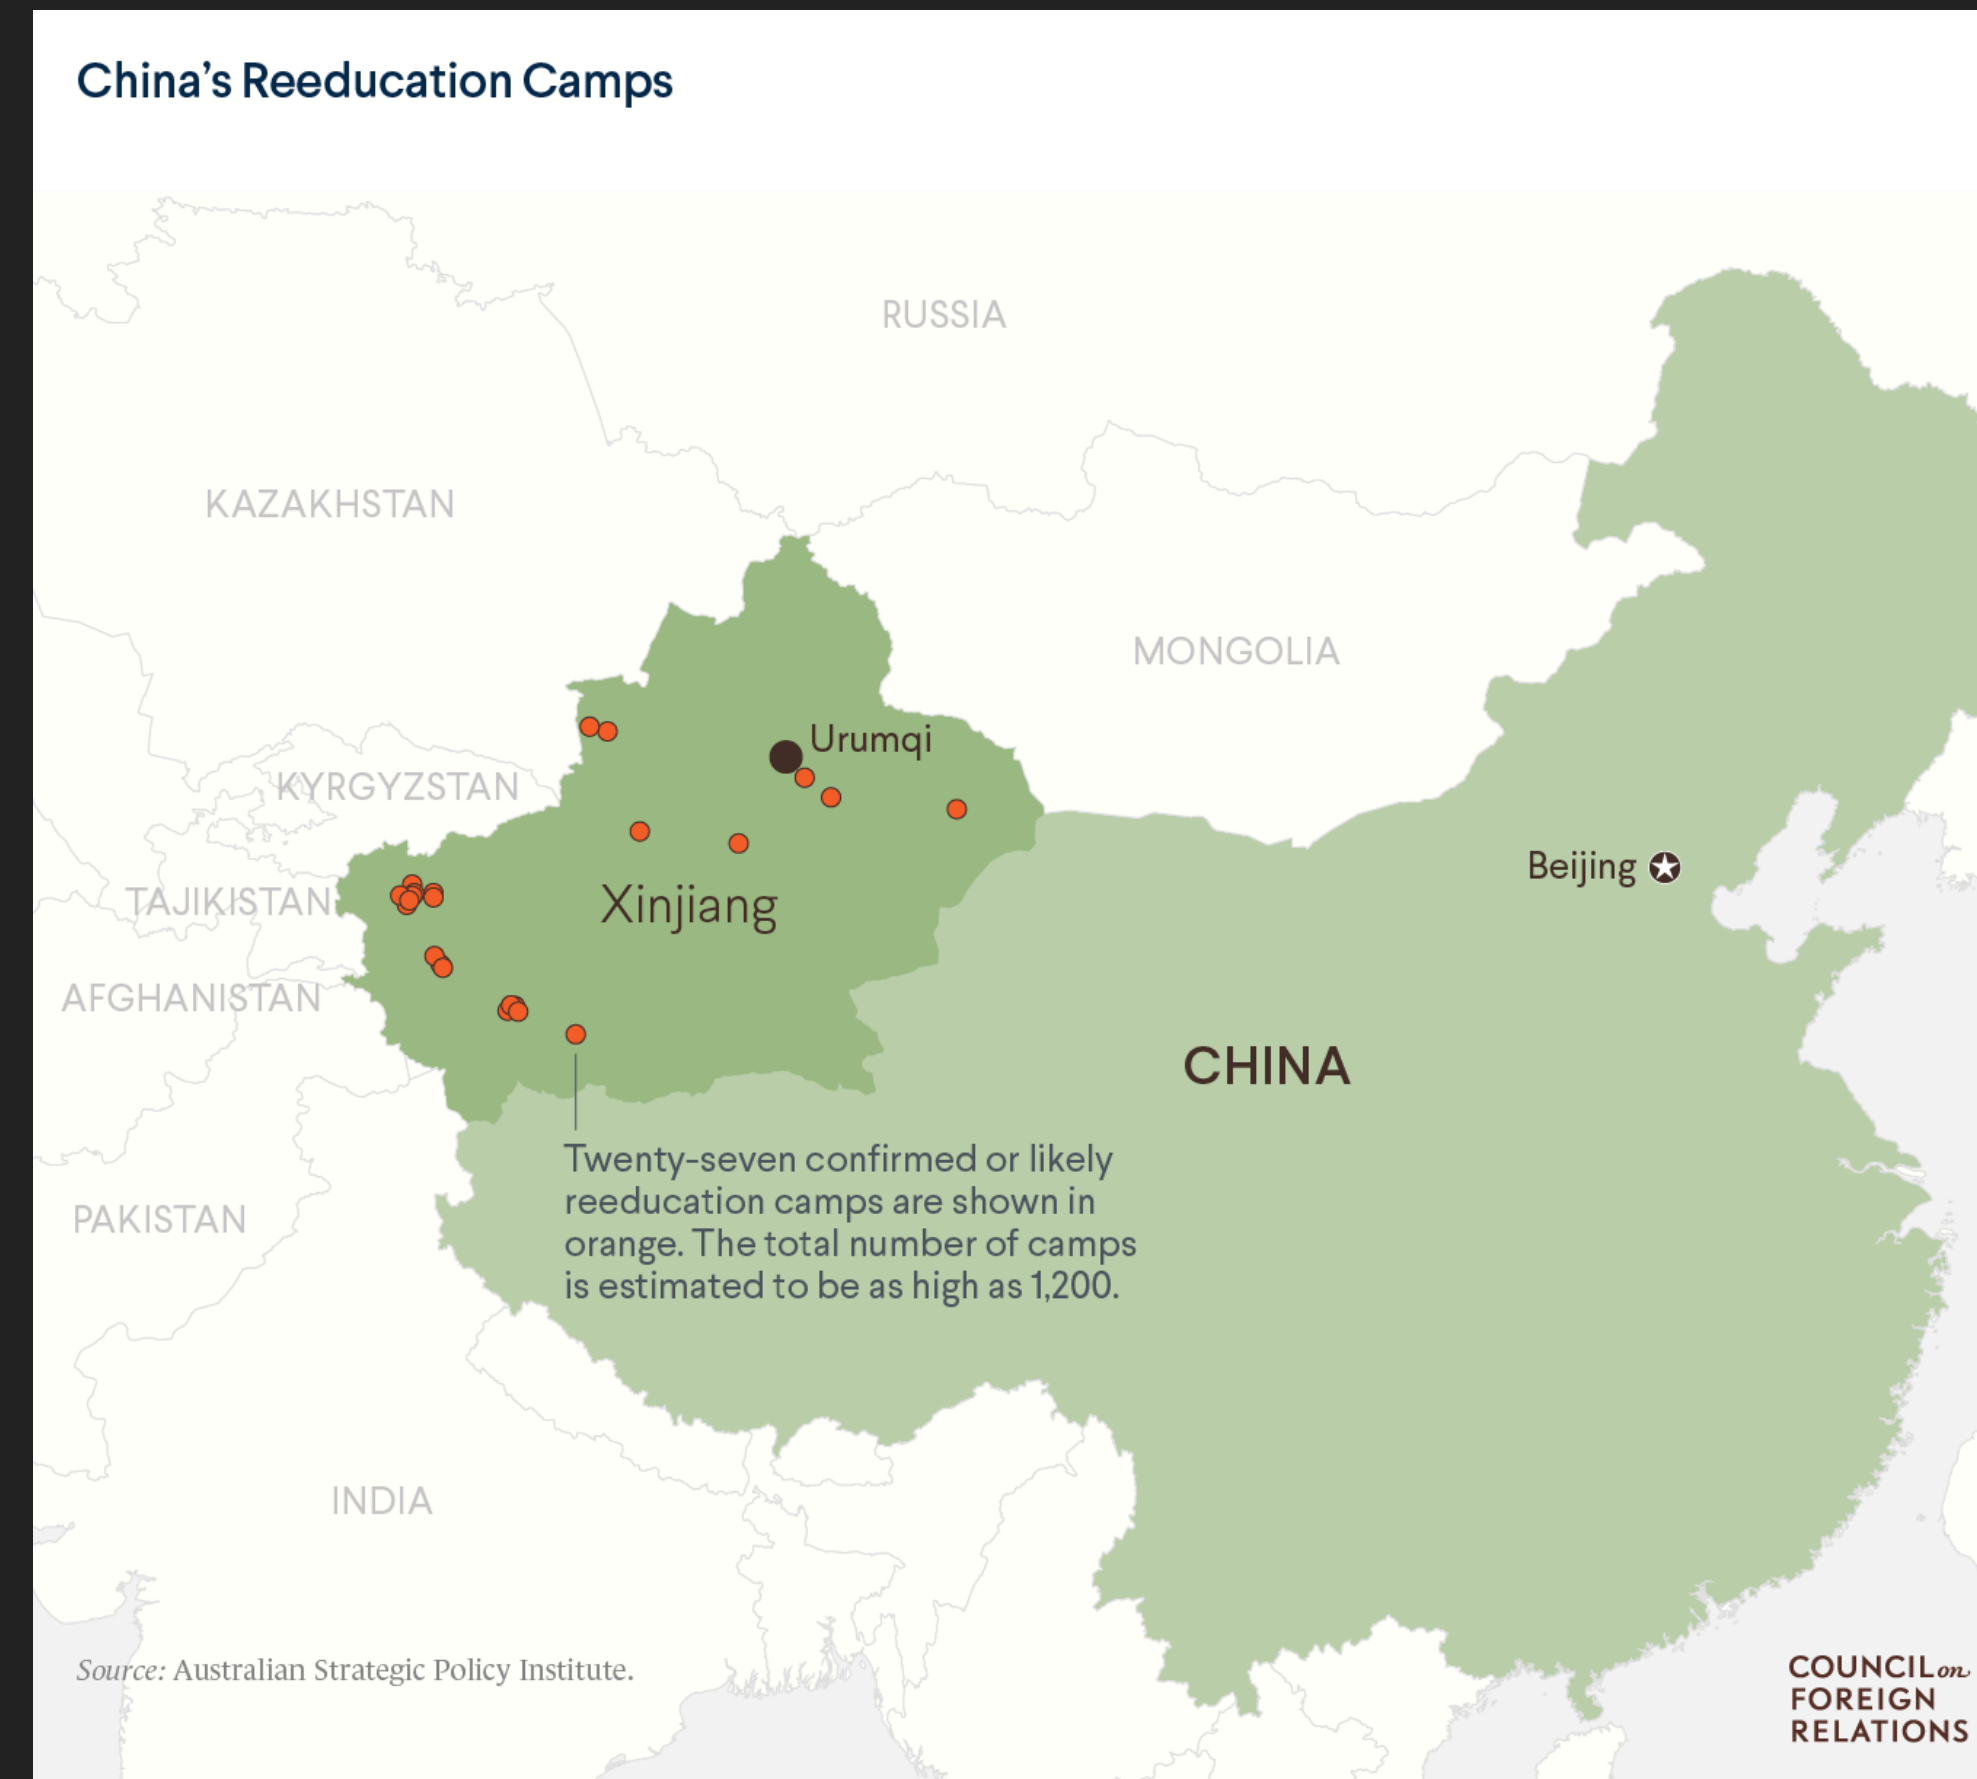 China's Reeducation Camps
RUSSIA
KAZAKHSTAN
MONGOLIA
Urumqi
KYRGYZSTAN
Beijing
TAJIKISTAN
Xinjiang
AFGHANISTAN
CHINA
Twenty-seven confirmed or likely
reeducation camps are shown in
orange. The total number of camps
is estimated to be as high as 1,200.
PAKISTAN
INDIA
Source: Australian Strategic Policy Institute.
COUNCIL on
FOREIGN
RELATIONS